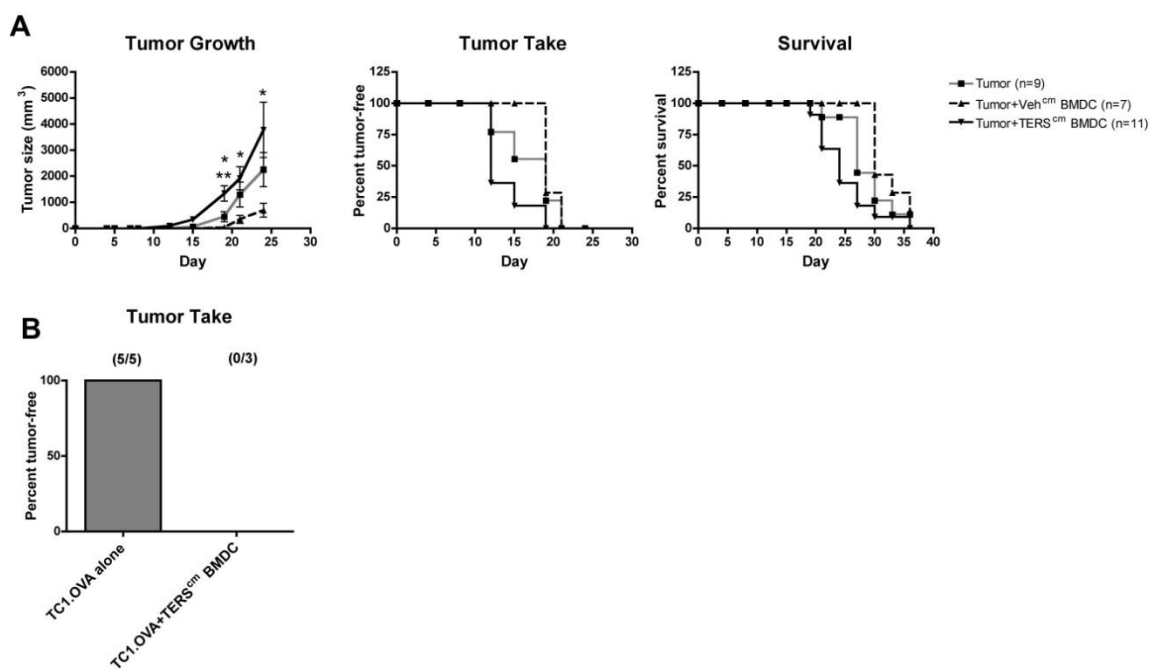 A
Tumor Growth
Tumor size (mm³)
6000
5000
4000
3000
2000
1000
0
*
*
**
*
0 5 10 15 20 25 30
Day
Tumor Take
Percent tumor-free
125
100
75
50
25
0
0 5 10 15 20 25 30
Day
Survival
Percent survival
125
100
75
50
25
0
0 5 10 15 20 25 30 35 40
Day
Tumor (n=9)
Tumor+Vehᶜᵐ BMDC (n=7)
Tumor+TERSᶜᵐ BMDC (n=11)
B
Tumor Take
(5/5) (0/3)
Percent tumor-free
100
50
0
TC1.OVA alone
TC1.OVA+TERSᶜᵐ BMDC